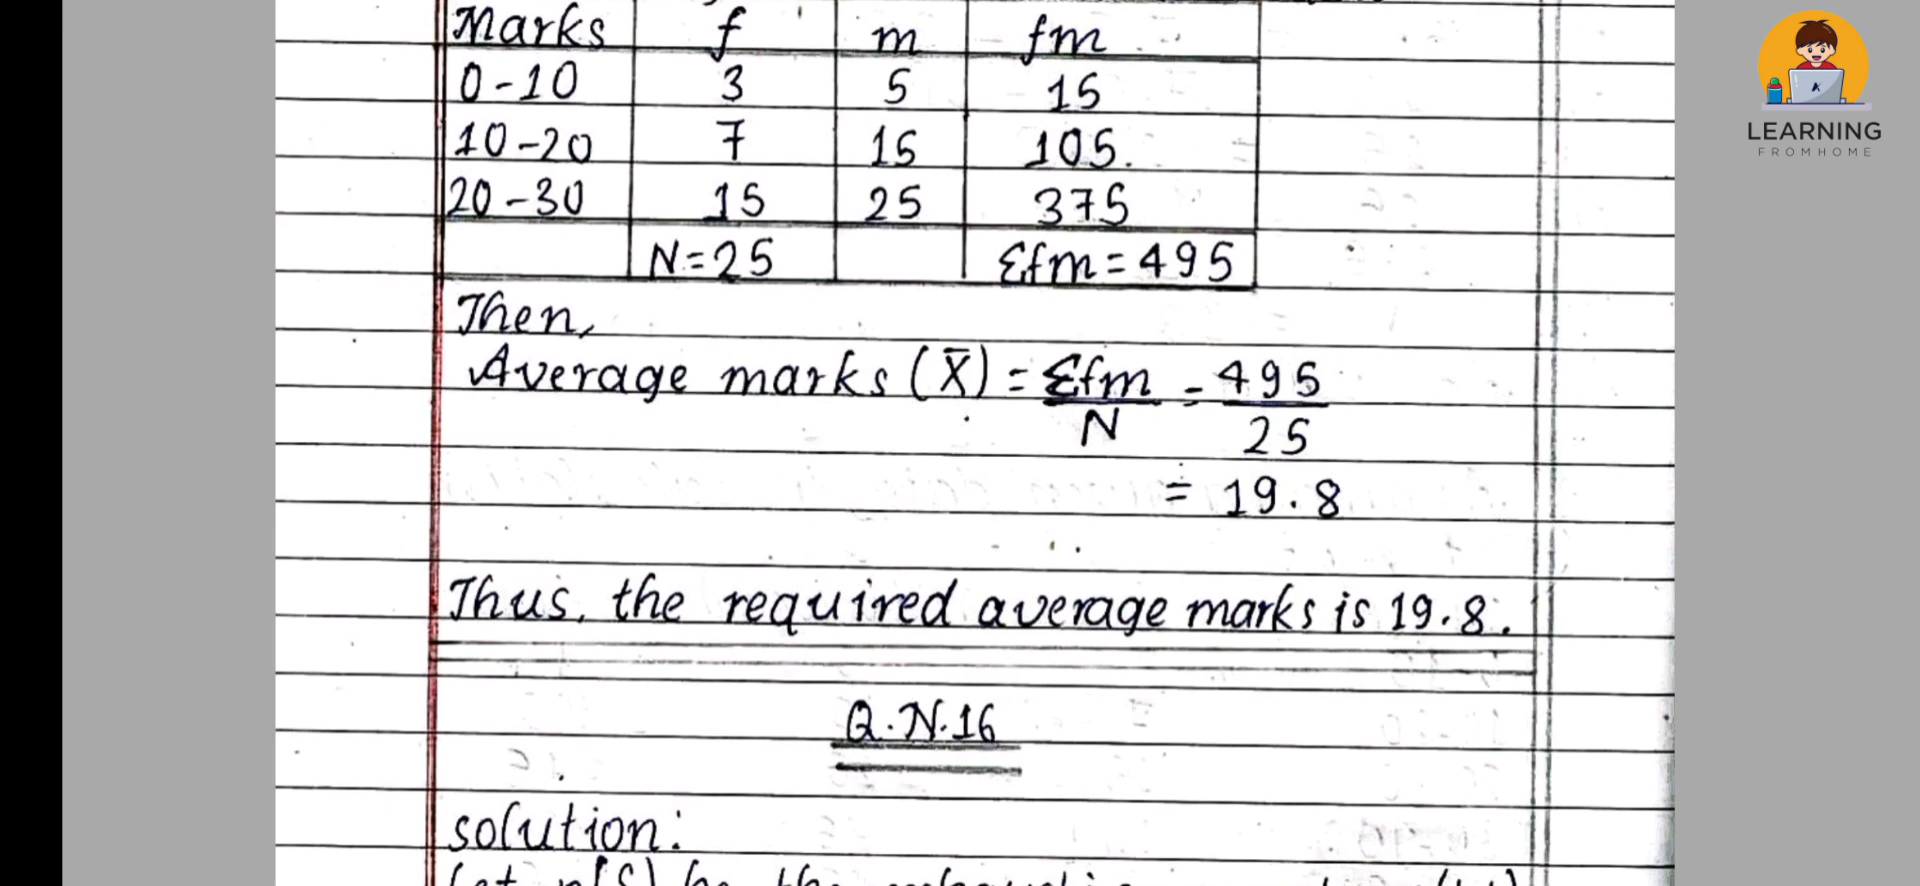 Marks f m fm
0-10 3 5 15
10-20 7 15 105.
20-30 15 25 375
N=25 Σfm=495
Then,
Average marks (X̄) = Σfm/N = 495/25
= 19.8
Thus, the required average marks is 19.8.
Q.N.16
solution:
LEARNING
FROMHOME